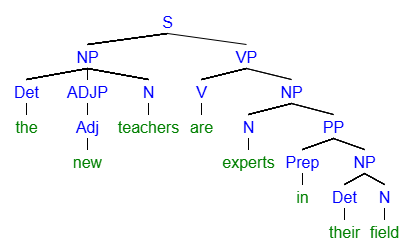 S
NP VP
Det ADJP N V NP
the Adj teachers are N PP
new experts Prep NP
in Det N
their field